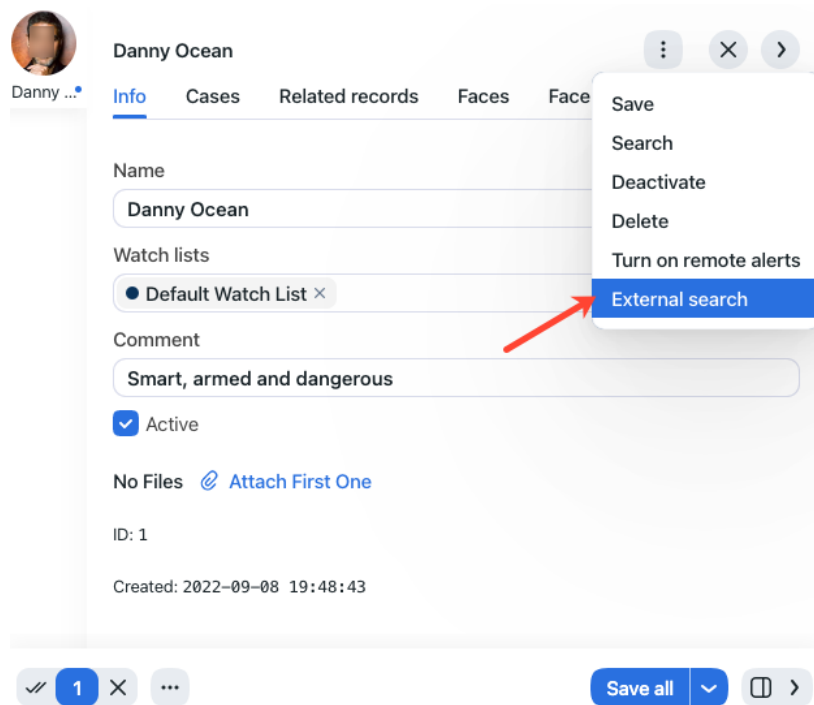 Danny Ocean
Danny ...
Info Cases Related records Faces Face
Save
Search
Deactivate
Delete
Turn on remote alerts
External search
Name
Danny Ocean
Watch lists
Default Watch List
Comment
Smart, armed and dangerous
Active
No Files Attach First One
ID: 1
Created: 2022-09-08 19:48:43
1
Save all